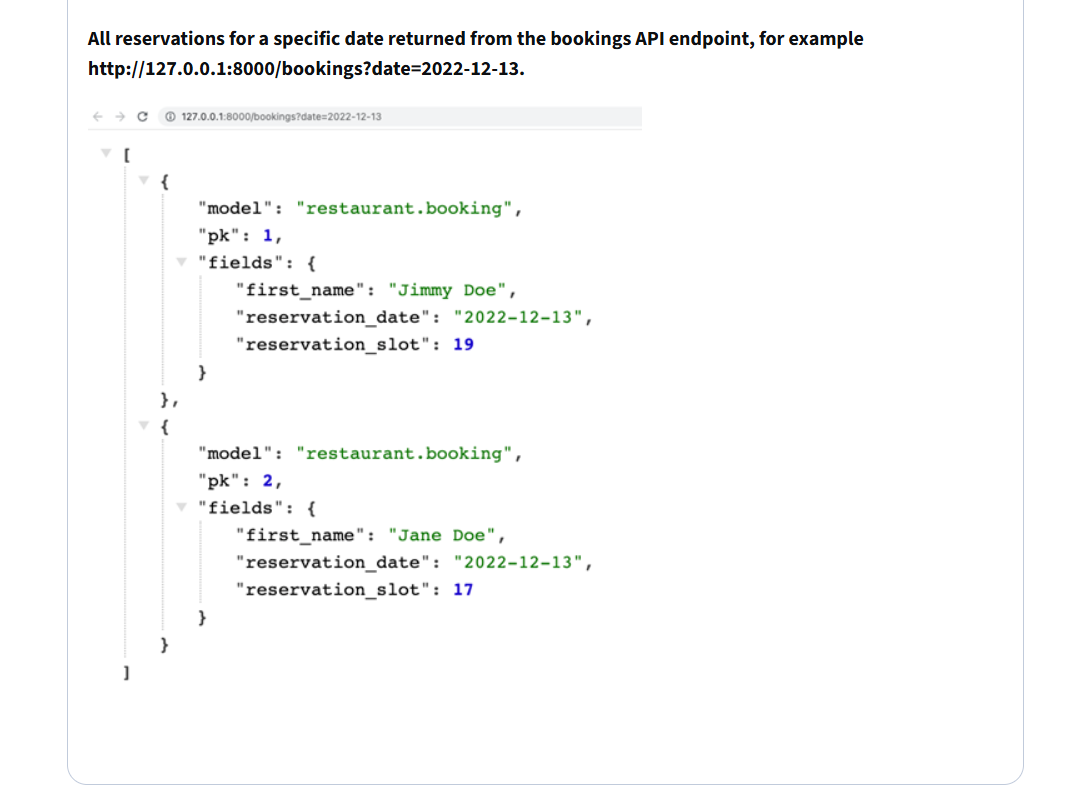 All reservations for a specific date returned from the bookings API endpoint, for example
http://127.0.0.1:8000/bookings?date=2022-12-13.
127.0.0.1:8000/bookings?date=2022-12-13
[
{
"model": "restaurant.booking",
"pk": 1,
"fields": {
"first_name": "Jimmy Doe",
"reservation_date": "2022-12-13",
"reservation_slot": 19
}
},
{
"model": "restaurant.booking",
"pk": 2,
"fields": {
"first_name": "Jane Doe",
"reservation_date": "2022-12-13",
"reservation_slot": 17
}
}
]